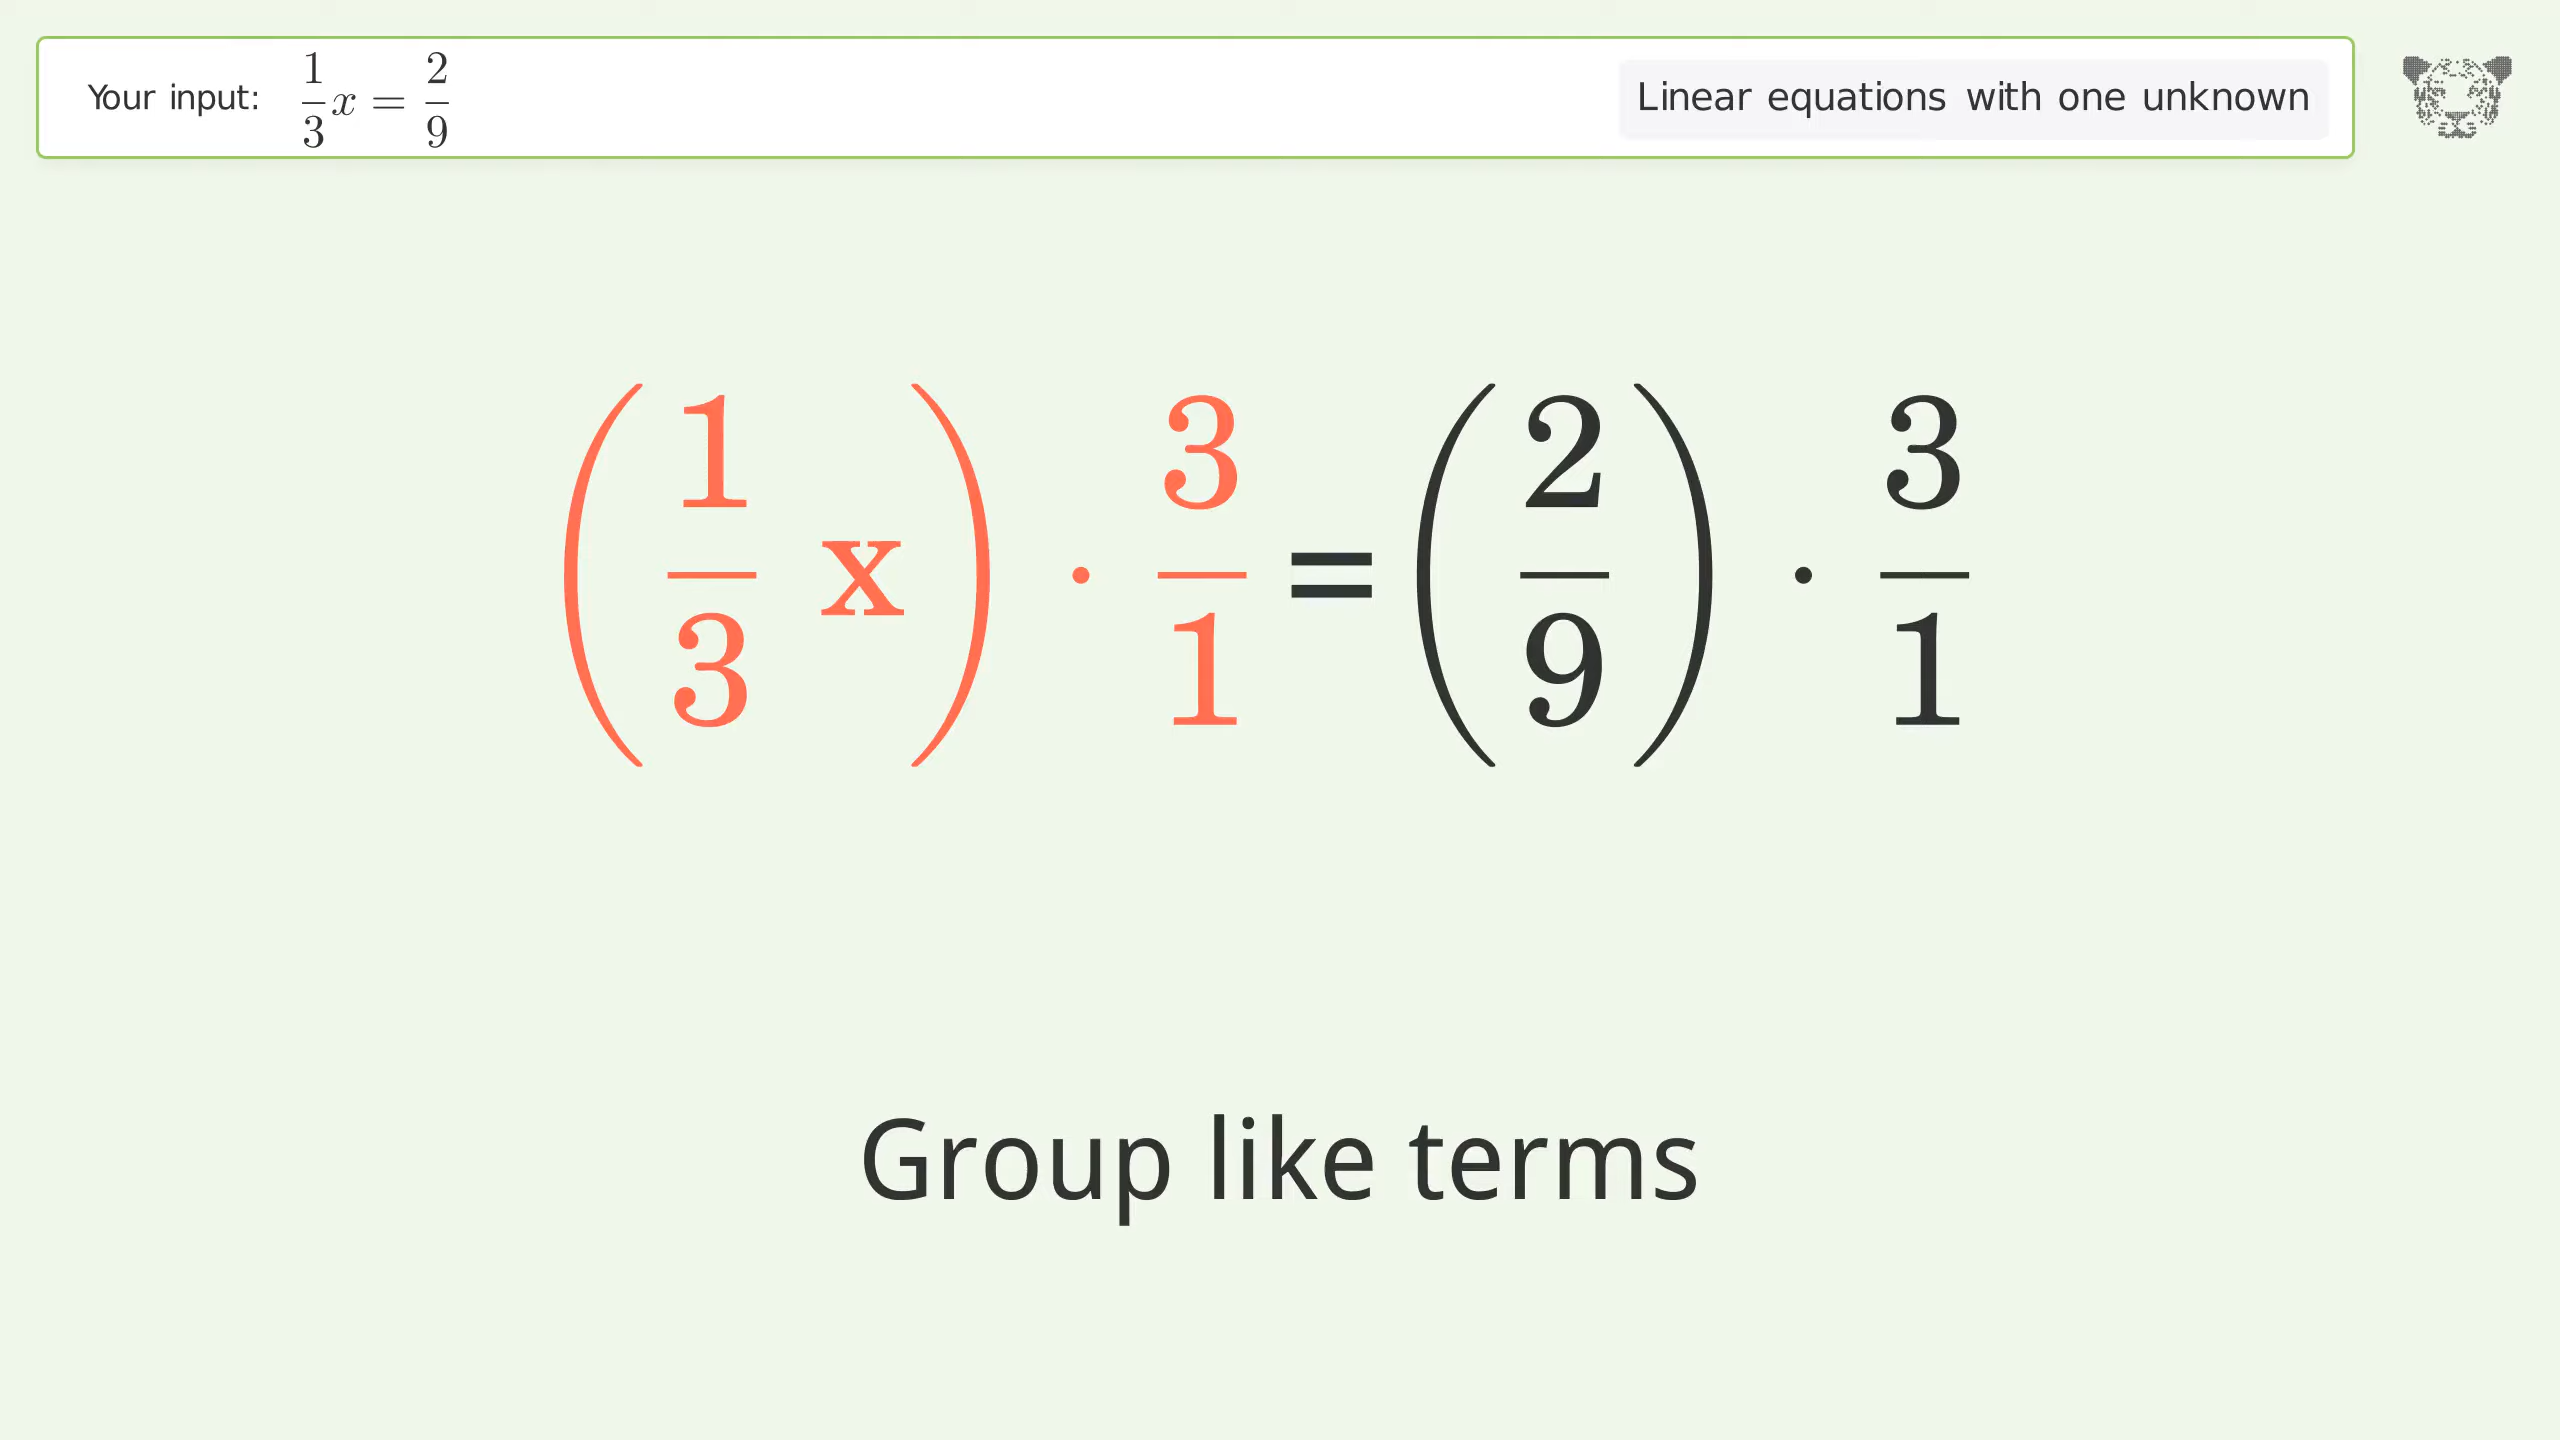 Your input: 1/3 x = 2/9
Linear equations with one unknown
(1/3 x) · 3/1 = (2/9) · 3/1
Group like terms